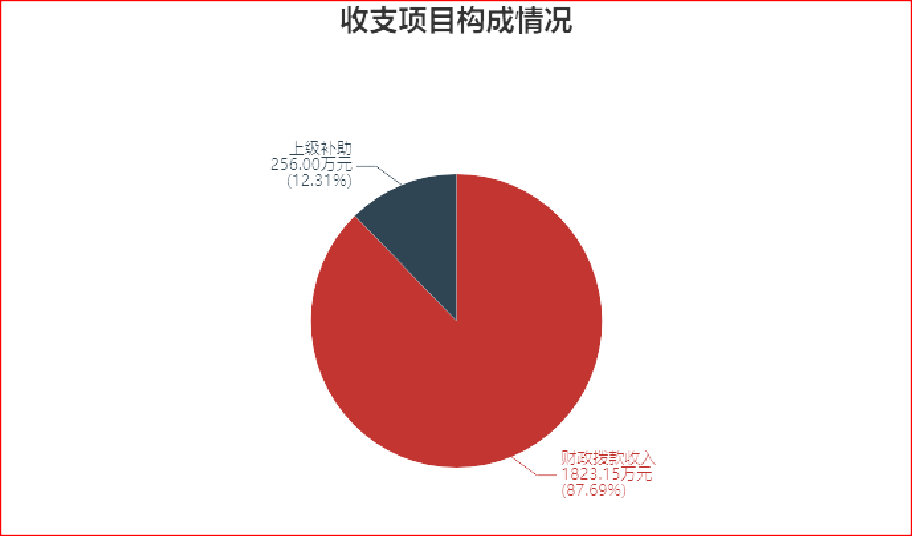 收支项目构成情况
上级补助
256.00万元
(12.31%)
财政拨款收入
1823.15万元
(87.69%)